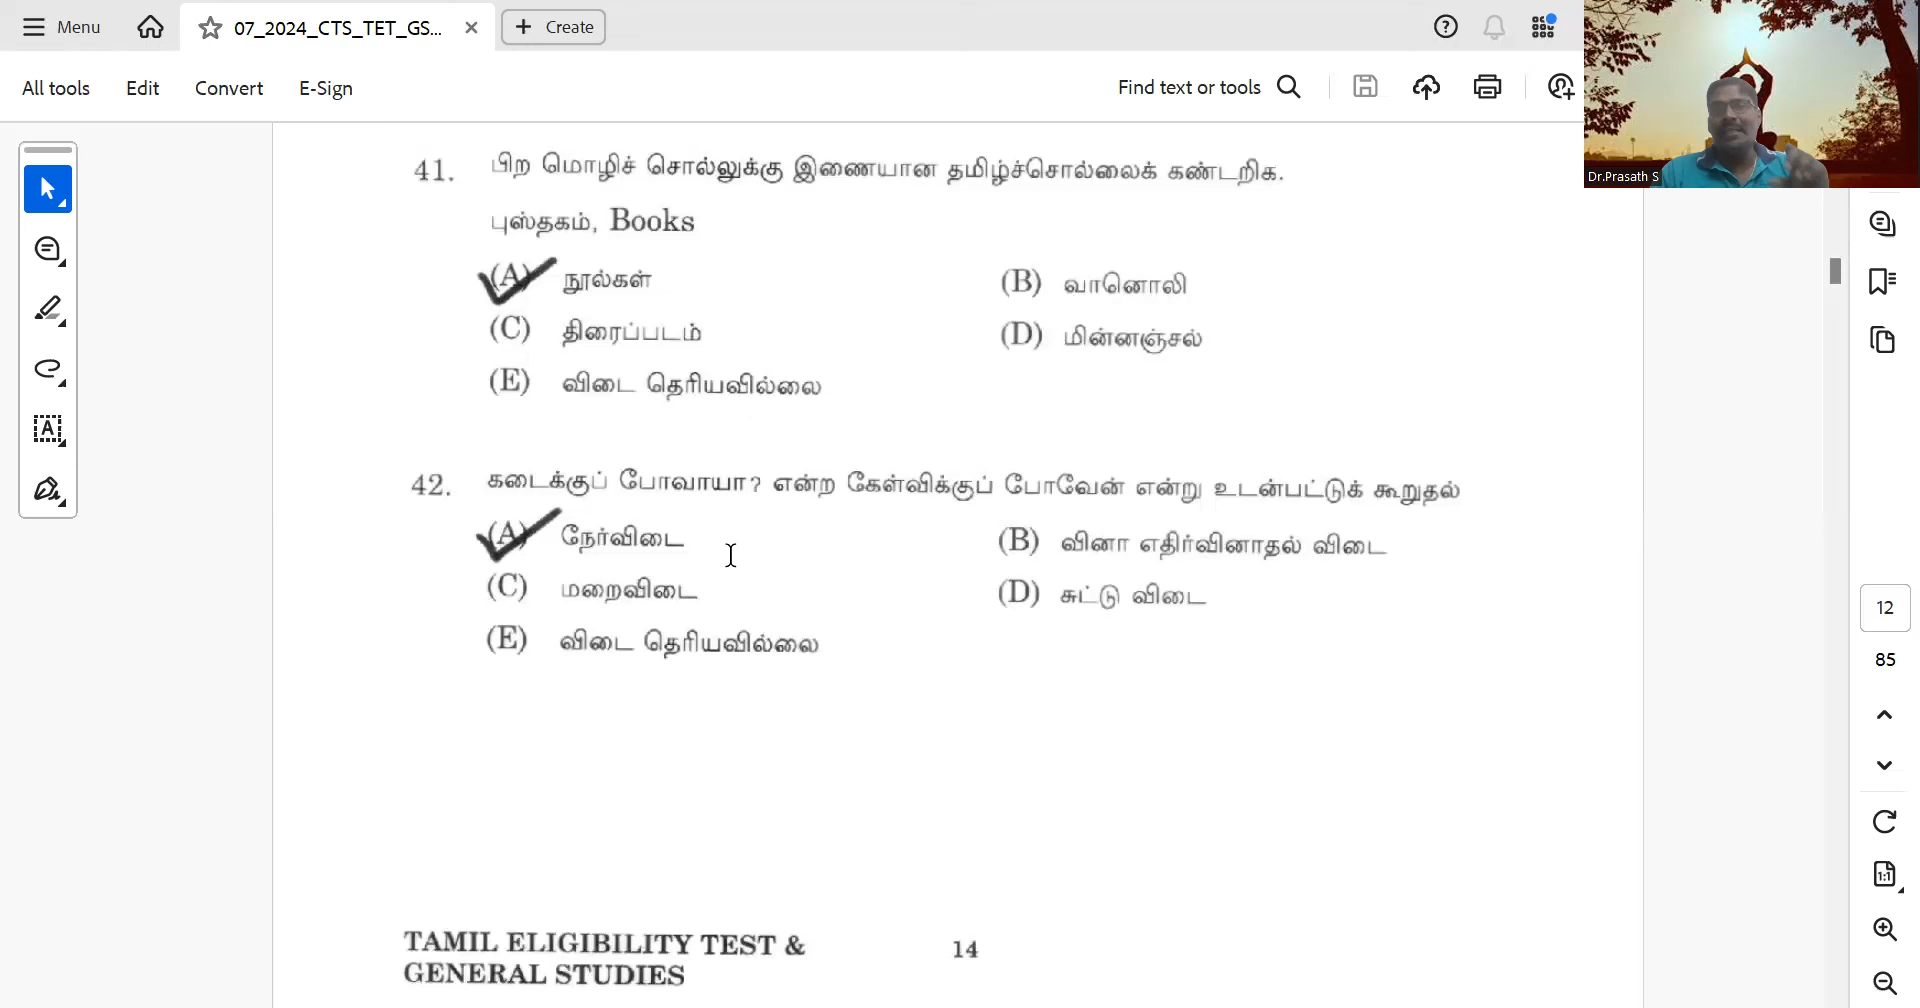 Menu
07_2024_CTS_TET_GS...
Create
All tools
Edit
Convert
E-Sign
Find text or tools
Dr.Prasath S
41. பிற மொழிச் சொல்லுக்கு இணையான தமிழ்ச்சொல்லைக் கண்டறிக.
புஸ்தகம், Books
(A) நூல்கள்
(B) வானொலி
(C) திரைப்படம்
(D) மின்னஞ்சல்
(E) விடை தெரியவில்லை
42. கடைக்குப் போவாயா? என்ற கேள்விக்குப் போவேன் என்று உடன்பட்டுக் கூறுதல்
(A) நேர்விடை
(B) வினா எதிர்வினாதல் விடை
(C) மறைவிடை
(D) சுட்டு விடை
(E) விடை தெரியவில்லை
TAMIL ELIGIBILITY TEST &
GENERAL STUDIES
14
12
85